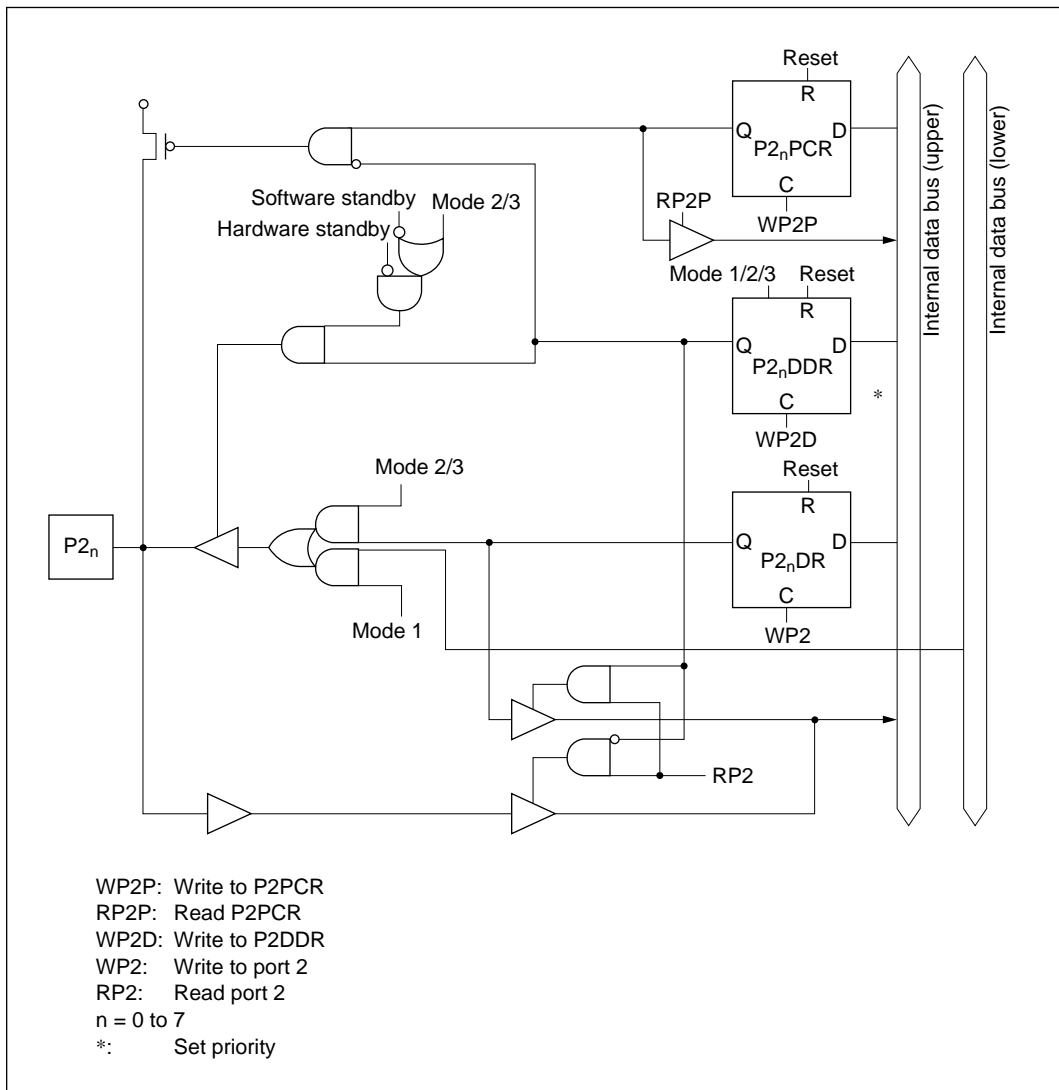 Reset
R
Q D
P2nPCR
C
WP2P
RP2P
Software standby
Mode 2/3
Hardware standby
Internal data bus (upper)
Internal data bus (lower)
Mode 1/2/3 Reset
R
Q D
P2nDDR
C
*
WP2D
Mode 2/3
Reset
R
P2n
Q D
P2nDR
C
Mode 1
WP2
RP2
WP2P: Write to P2PCR
RP2P: Read P2PCR
WP2D: Write to P2DDR
WP2: Write to port 2
RP2: Read port 2
n = 0 to 7
*: Set priority